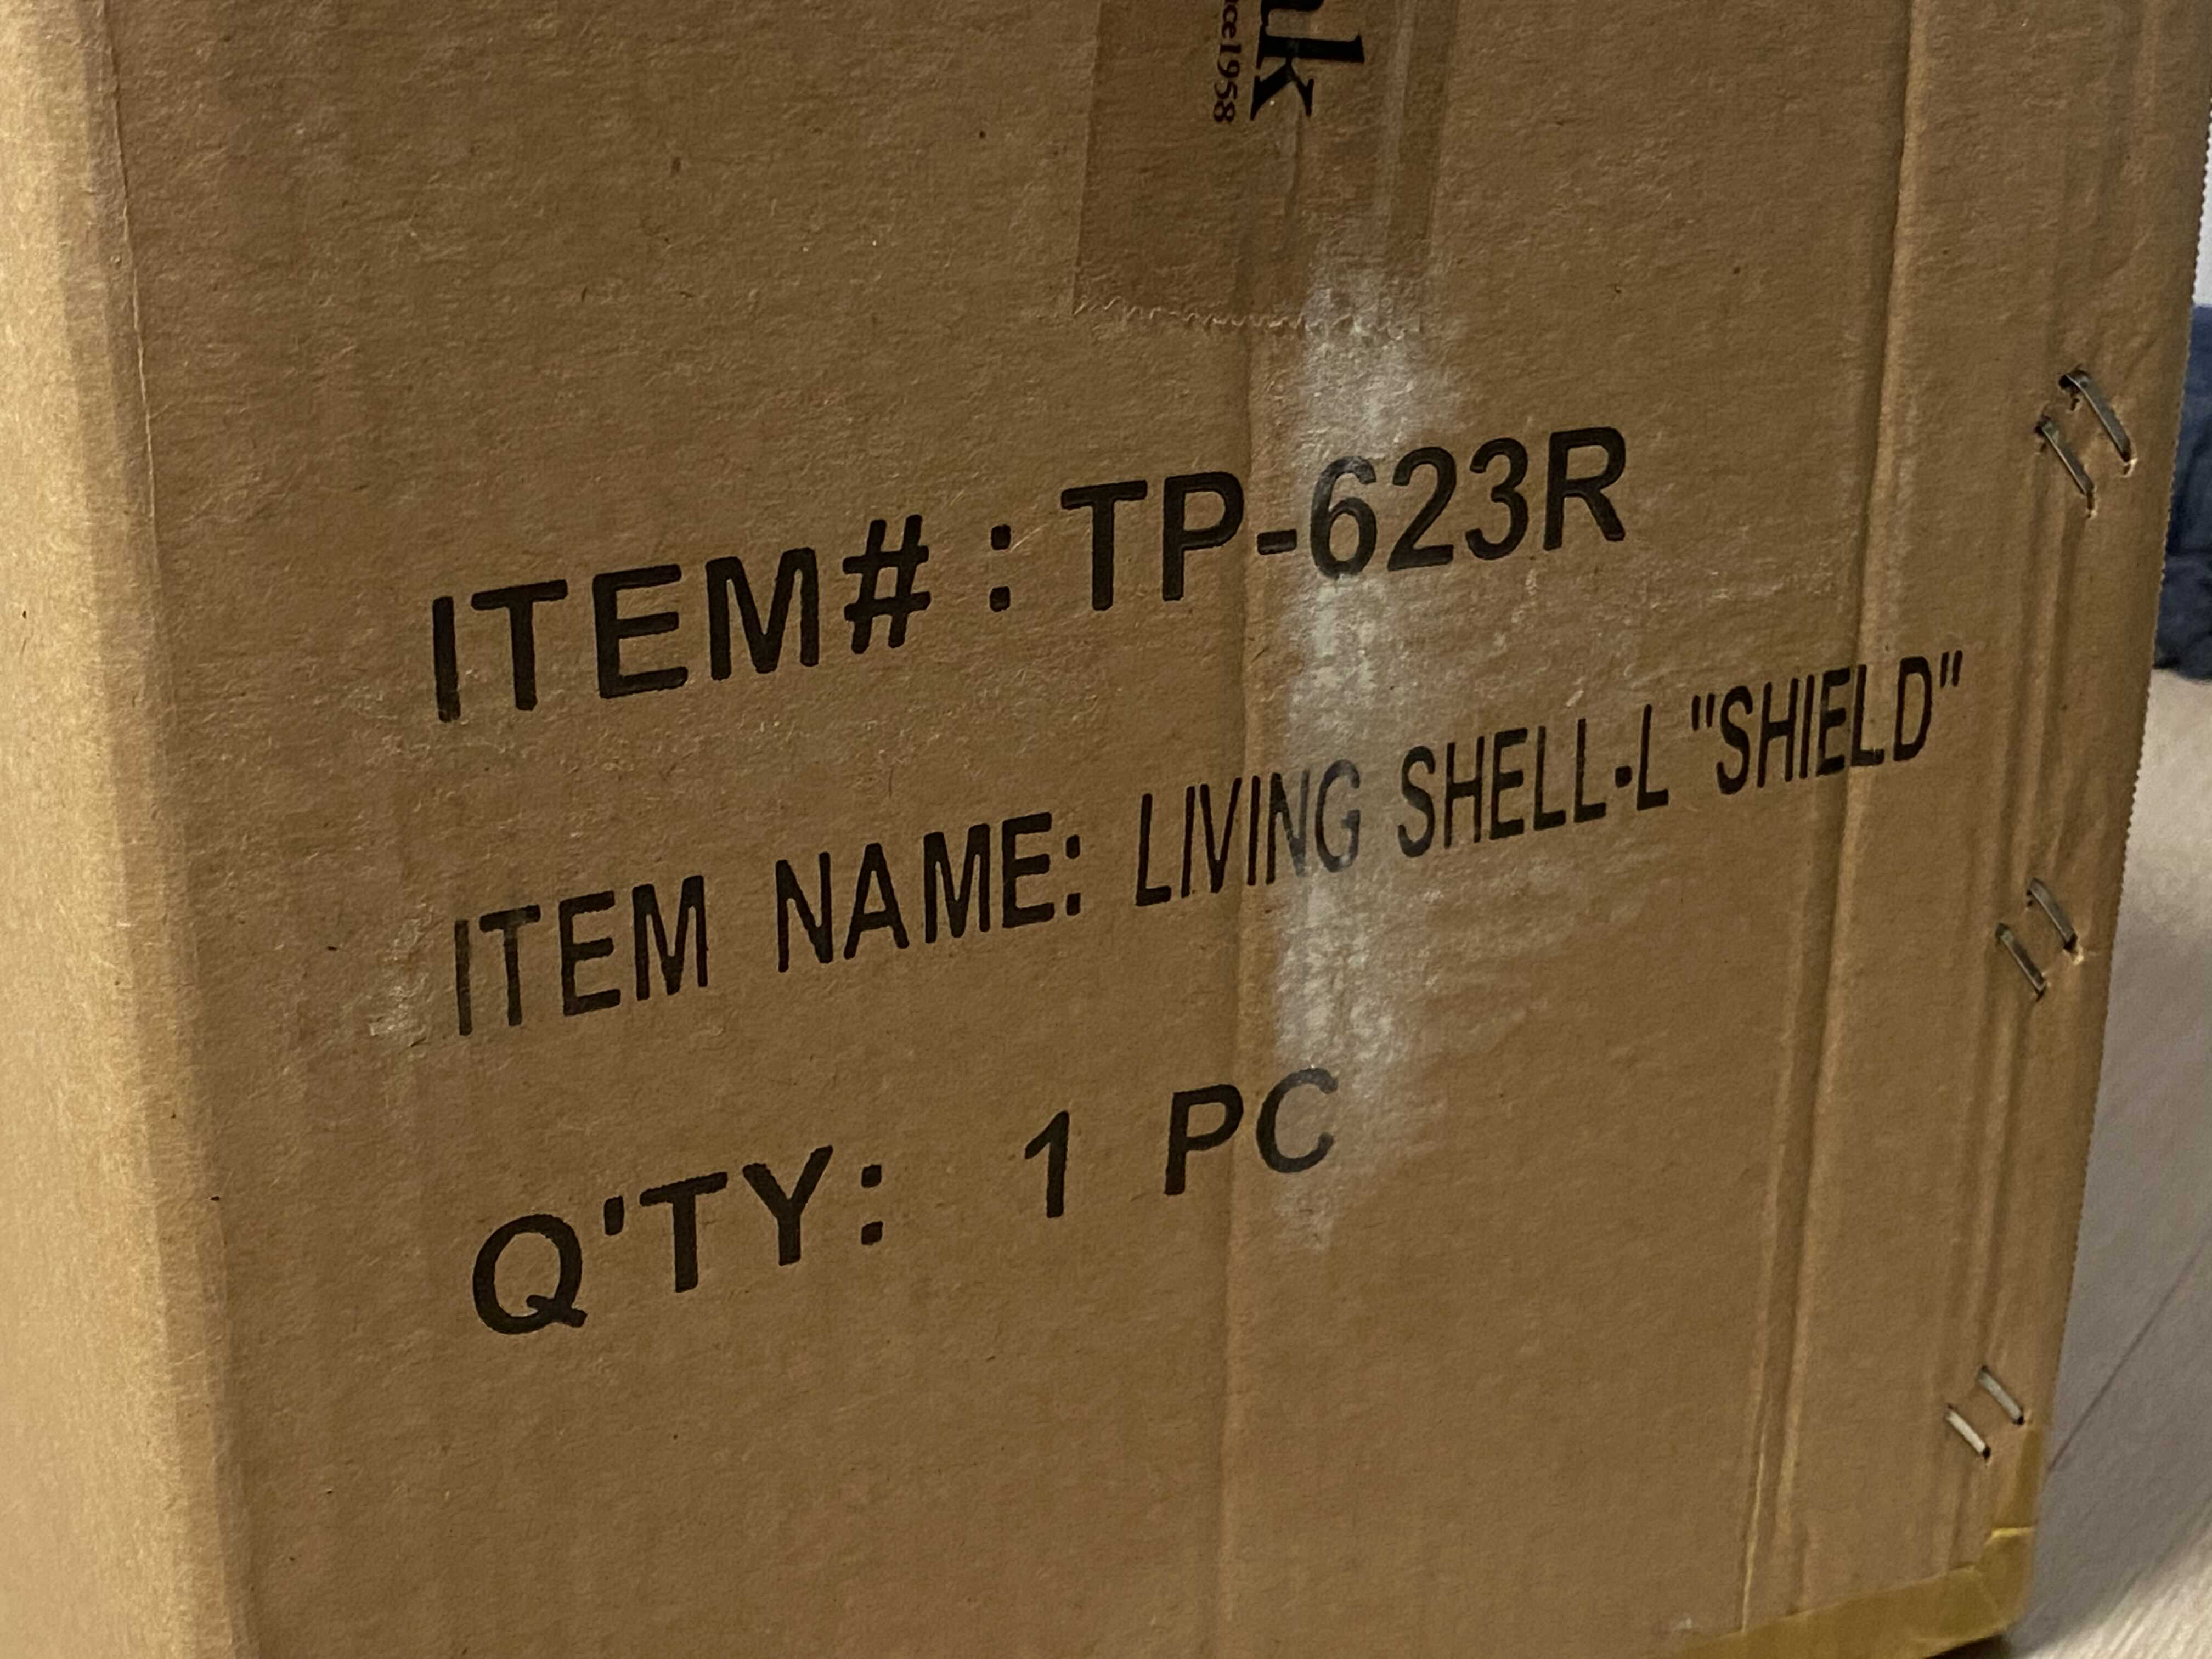 ITEM# : TP-623R
ITEM NAME: LIVING SHELL-L "SHIELD"
Q'TY: 1 PC